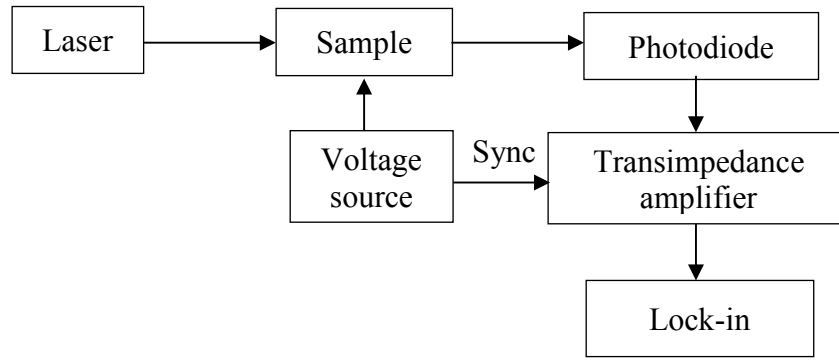 Laser
Sample
Photodiode
Voltage
source
Sync
Transimpedance
amplifier
Lock-in